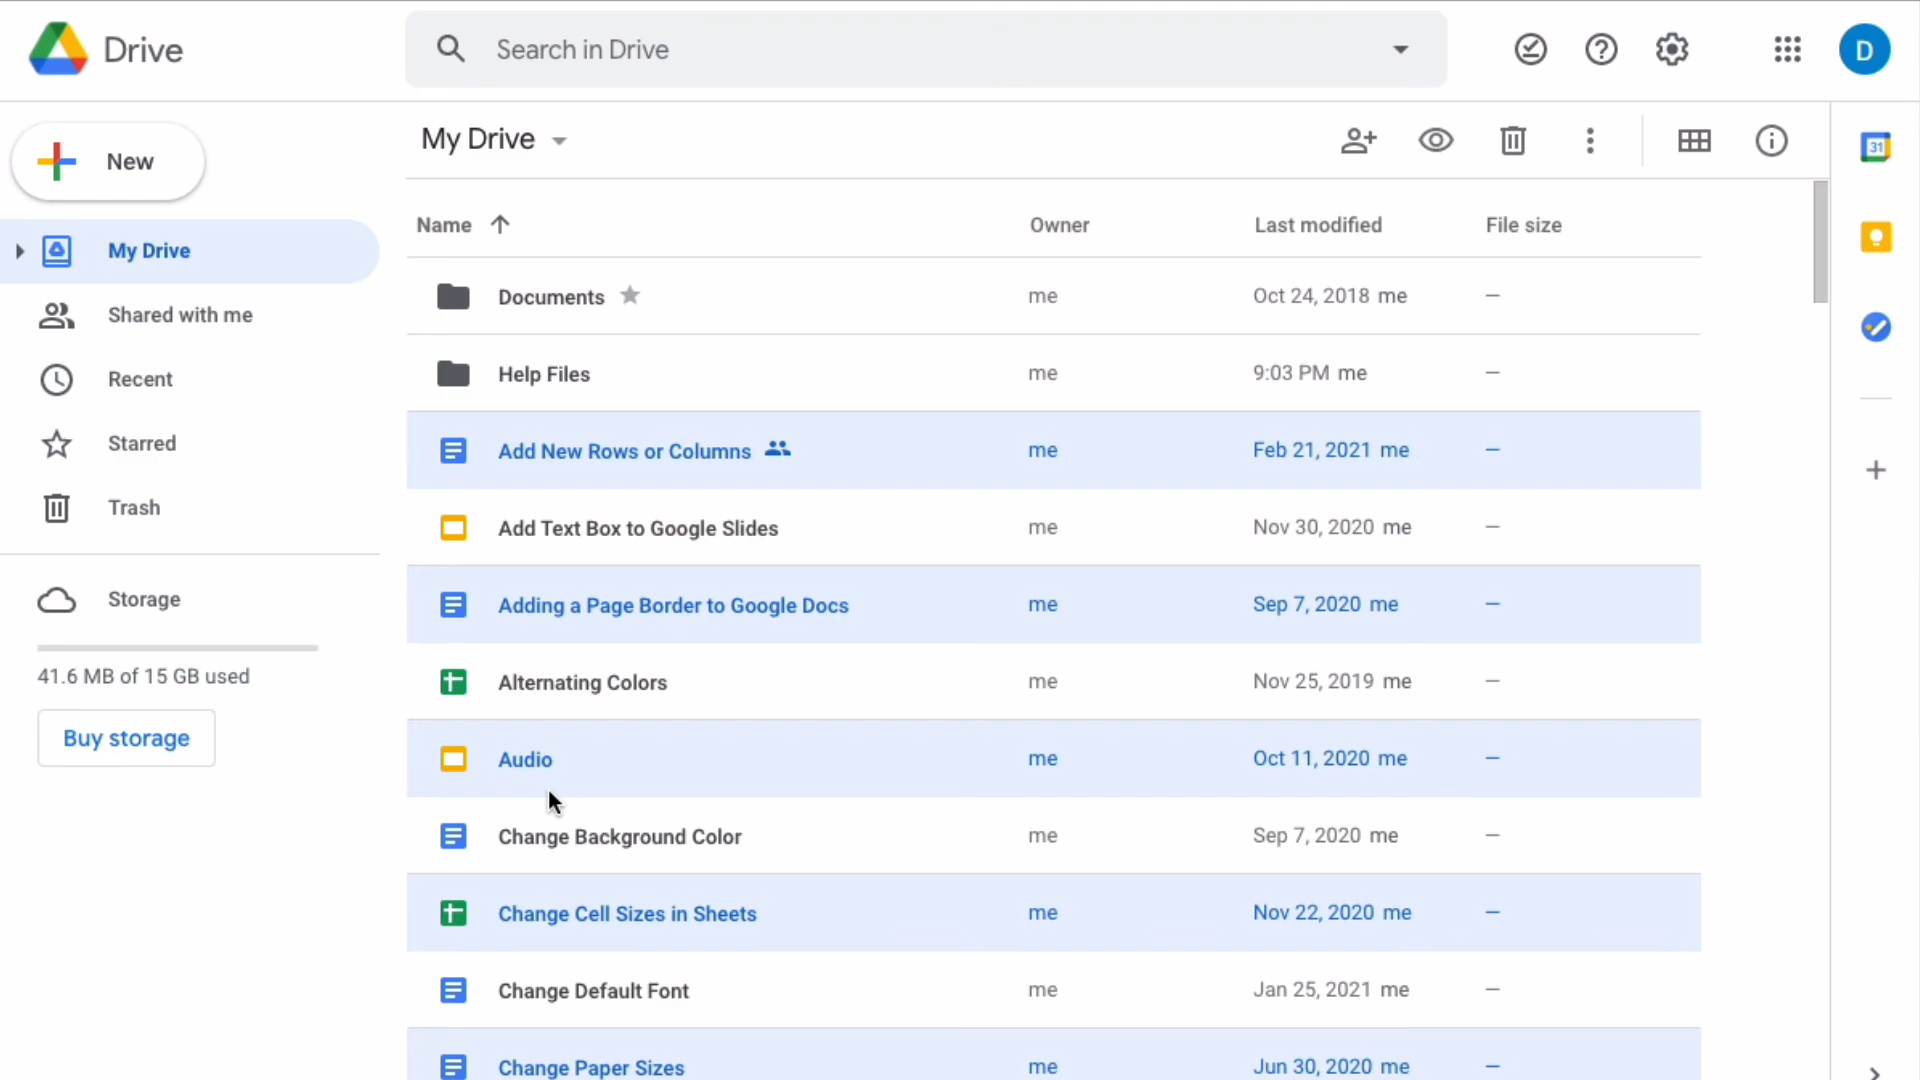 Drive
Search in Drive
D
New
My Drive
31
Name
Owner
Last modified
File size
My Drive
Documents
me
Oct 24, 2018 me
–
Shared with me
Help Files
me
9:03 PM me
–
Recent
Add New Rows or Columns
me
Feb 21, 2021 me
–
Starred
Add Text Box to Google Slides
me
Nov 30, 2020 me
–
Trash
Adding a Page Border to Google Docs
me
Sep 7, 2020 me
–
Storage
41.6 MB of 15 GB used
Buy storage
Alternating Colors
me
Nov 25, 2019 me
–
Audio
me
Oct 11, 2020 me
–
Change Background Color
me
Sep 7, 2020 me
–
Change Cell Sizes in Sheets
me
Nov 22, 2020 me
–
Change Default Font
me
Jan 25, 2021 me
–
Change Paper Sizes
me
Jun 30, 2020 me
–